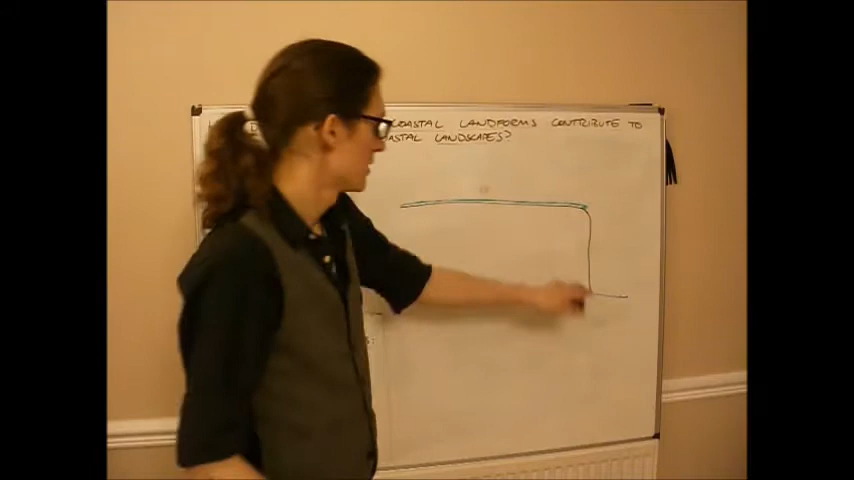 COASTAL LANDFORMS CONTRIBUTE TO
COASTAL LANDSCAPES?